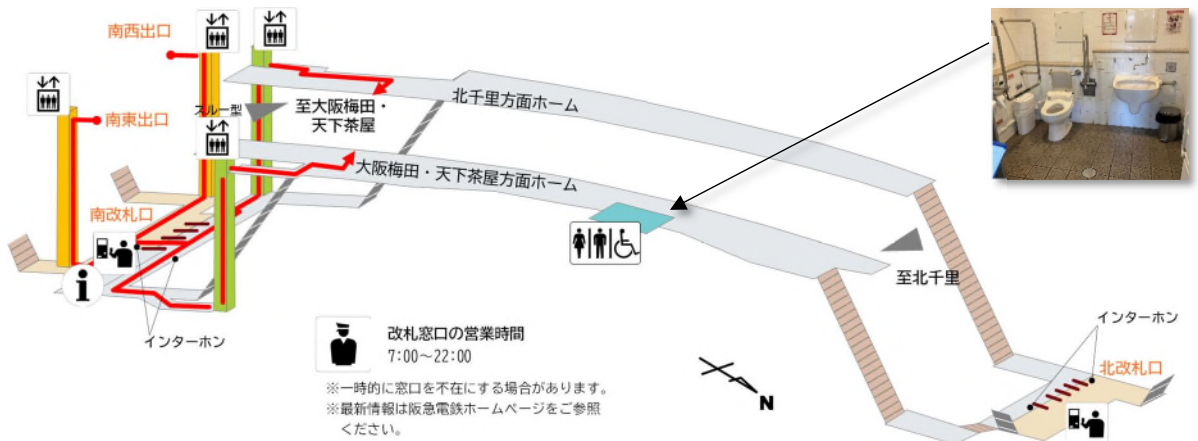 南西出口
南東出口
スルー型
至大阪梅田・
天下茶屋
北千里方面ホーム
大阪梅田・天下茶屋方面ホーム
南改札口
i
インターホン
至北千里
改札窓口の営業時間
7:00～22:00
※一時的に窓口を不在にする場合があります。
※最新情報は阪急電鉄ホームページをご参照
ください。
N
インターホン
北改札口